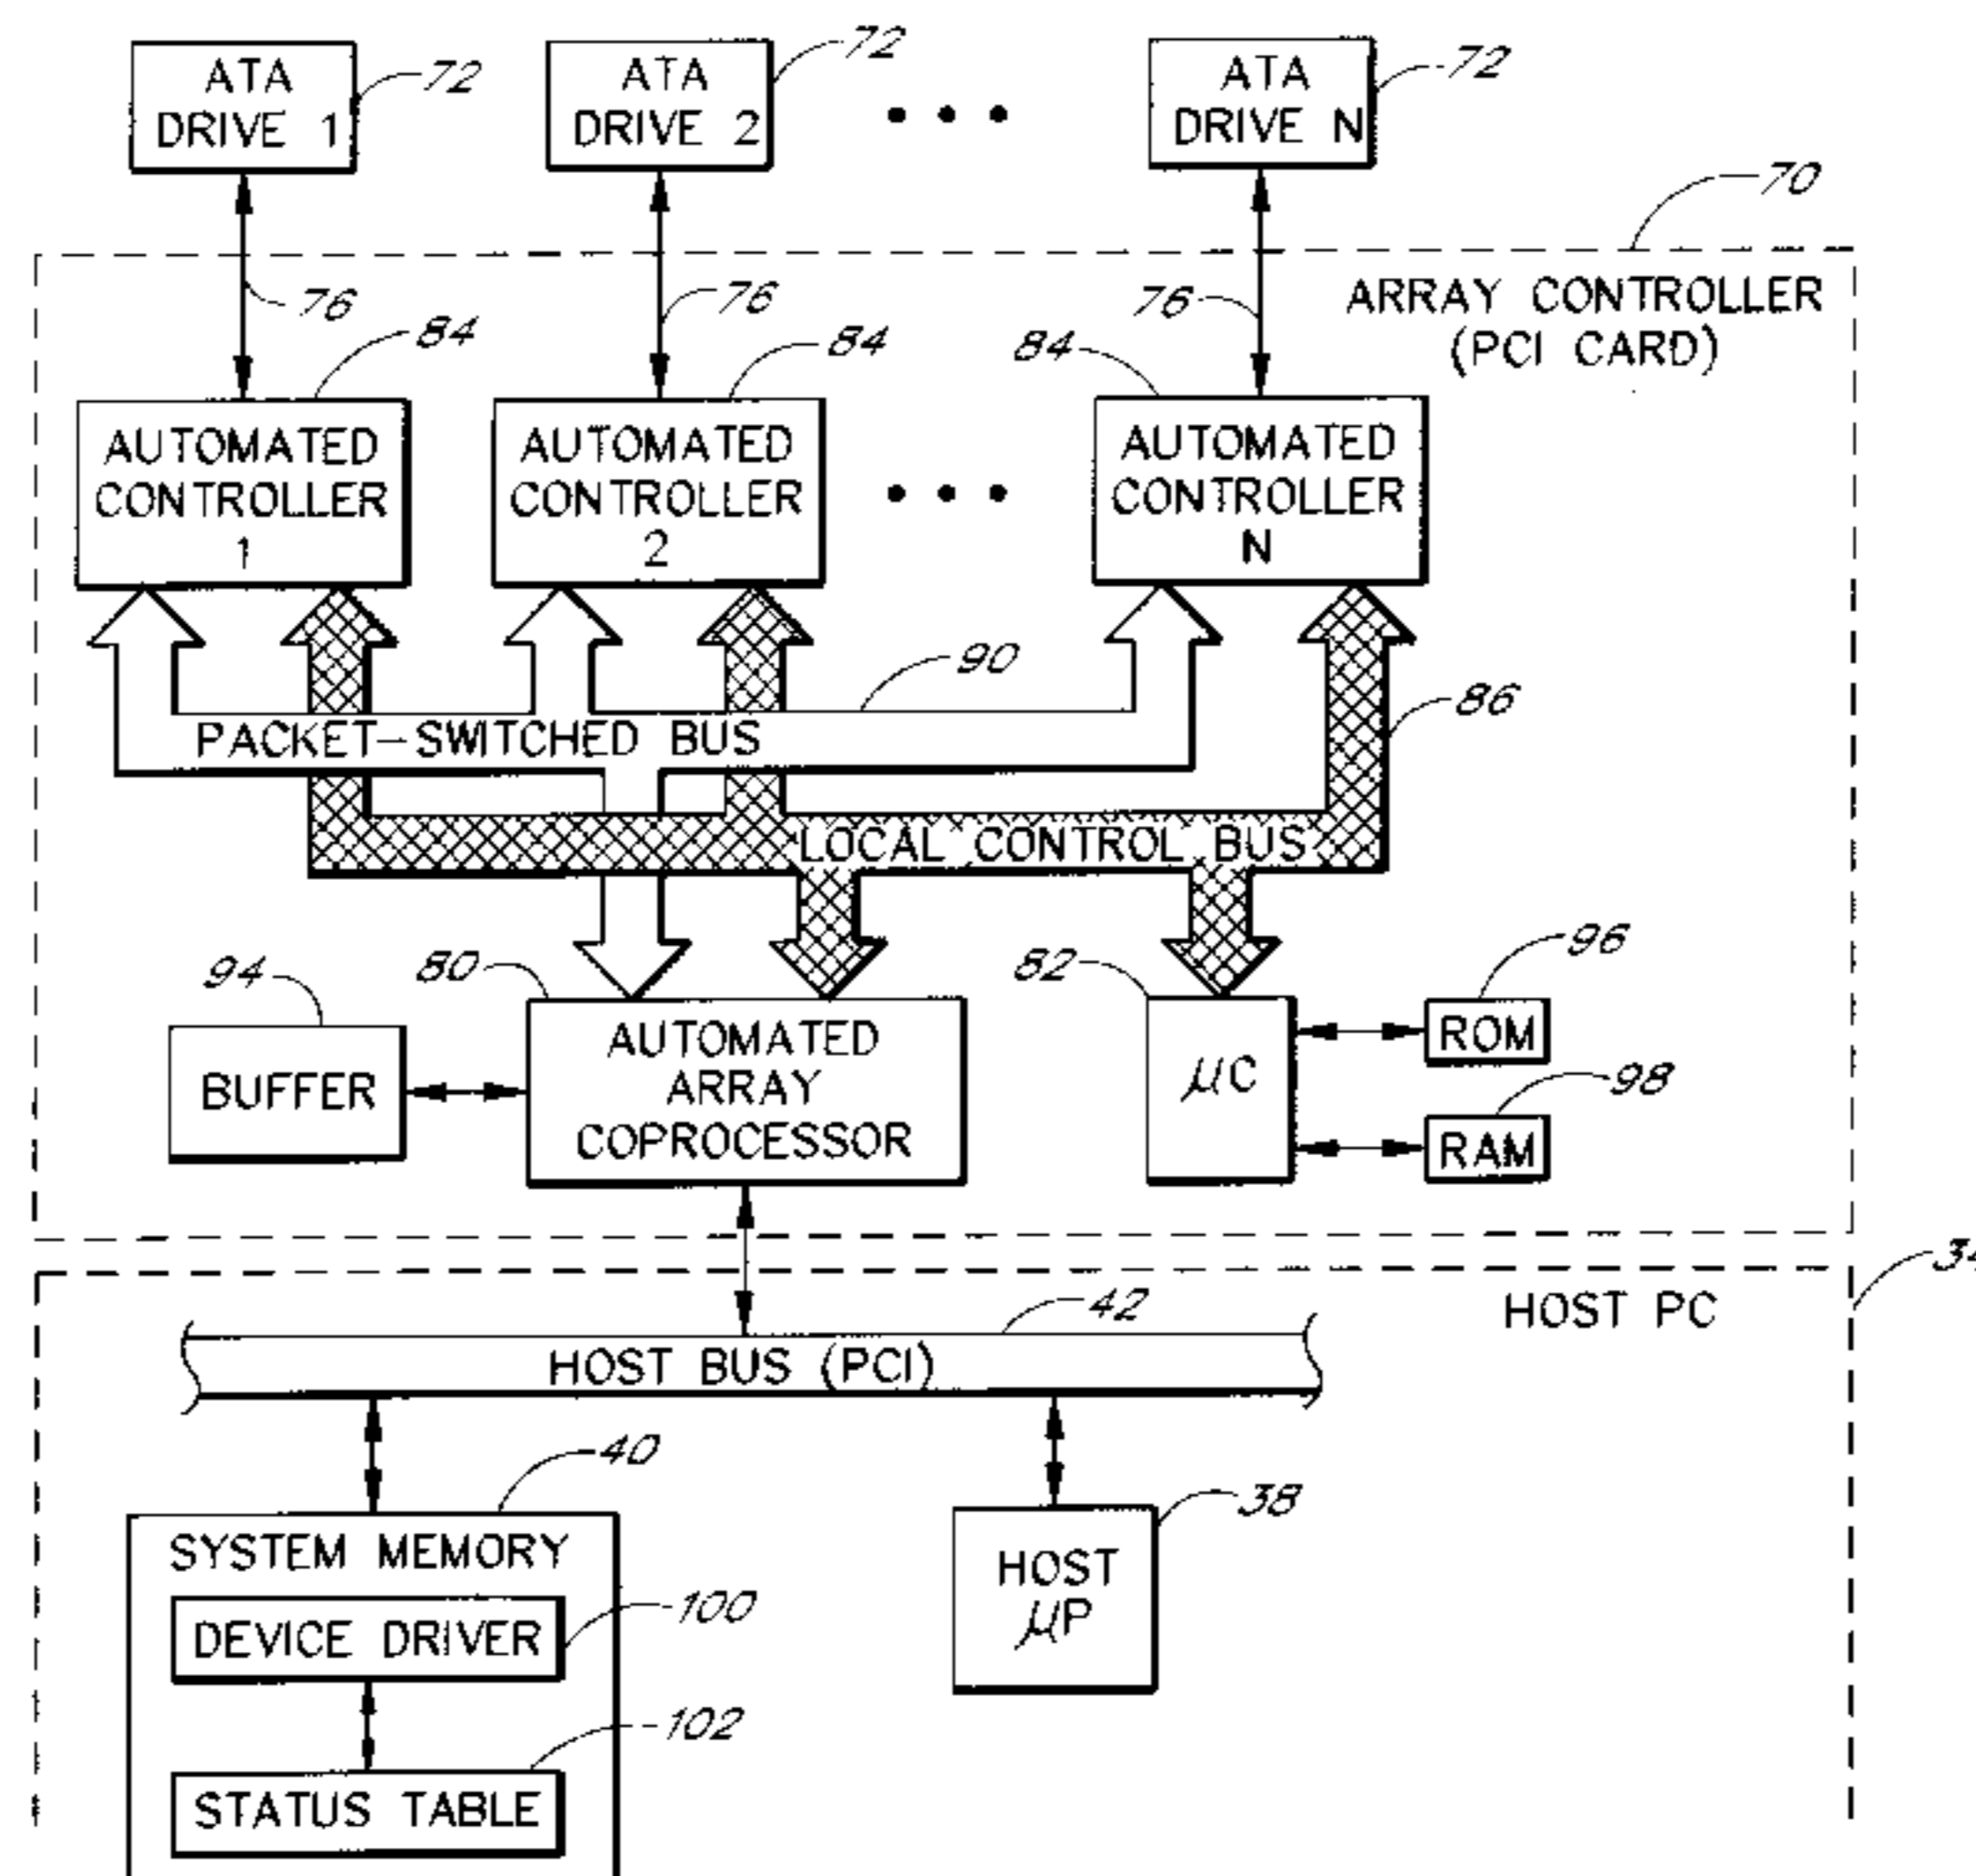 ATA
DRIVE 1
72
ATA
DRIVE 2
72
ATA
DRIVE N
72
70
ARRAY CONTROLLER
(PCI CARD)
76
76
76
84
84
84
AUTOMATED
CONTROLLER
1
AUTOMATED
CONTROLLER
2
AUTOMATED
CONTROLLER
N
90
86
PACKET-SWITCHED BUS
LOCAL CONTROL BUS
94
80
82
96
BUFFER
AUTOMATED
ARRAY
COPROCESSOR
μC
ROM
98
RAM
34
HOST PC
42
HOST BUS (PCI)
40
38
SYSTEM MEMORY
HOST
μP
DEVICE DRIVER
100
102
STATUS TABLE